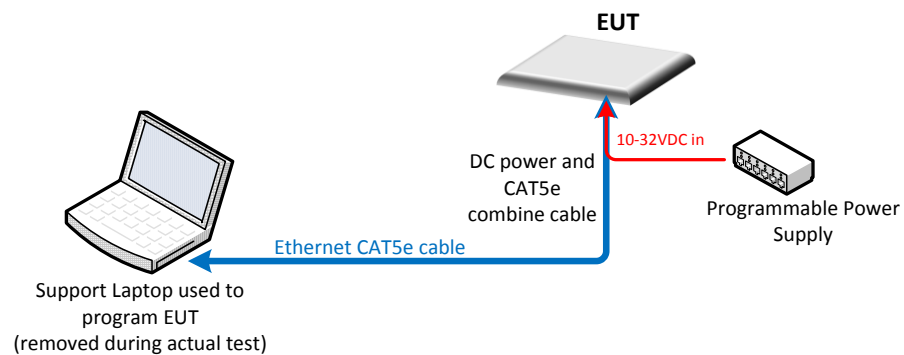 EUT
10-32VDC in
DC power and
CAT5e
combine cable
Programmable Power
Supply
Ethernet CAT5e cable
Support Laptop used to
program EUT
(removed during actual test)